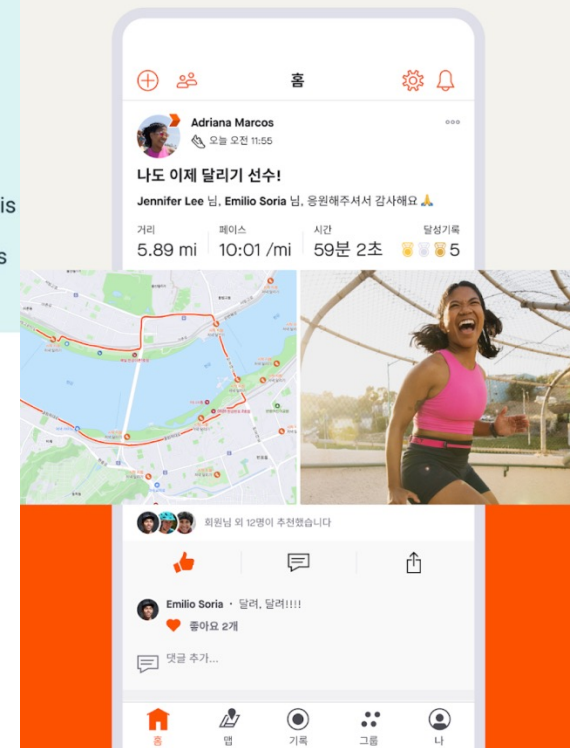 is
s
홈
Adriana Marcos
오늘 오전 11:55
나도 이제 달리기 선수!
Jennifer Lee 님, Emilio Soria 님, 응원해주셔서 감사해요 🙏
거리 페이스 시간 달성기록
5.89 mi 10:01 /mi 59분 2초 5
회원님 외 12명이 추천했습니다
Emilio Soria · 달려, 달려!!!!
좋아요 2개
댓글 추가...
홈 맵 기록 그룹 나